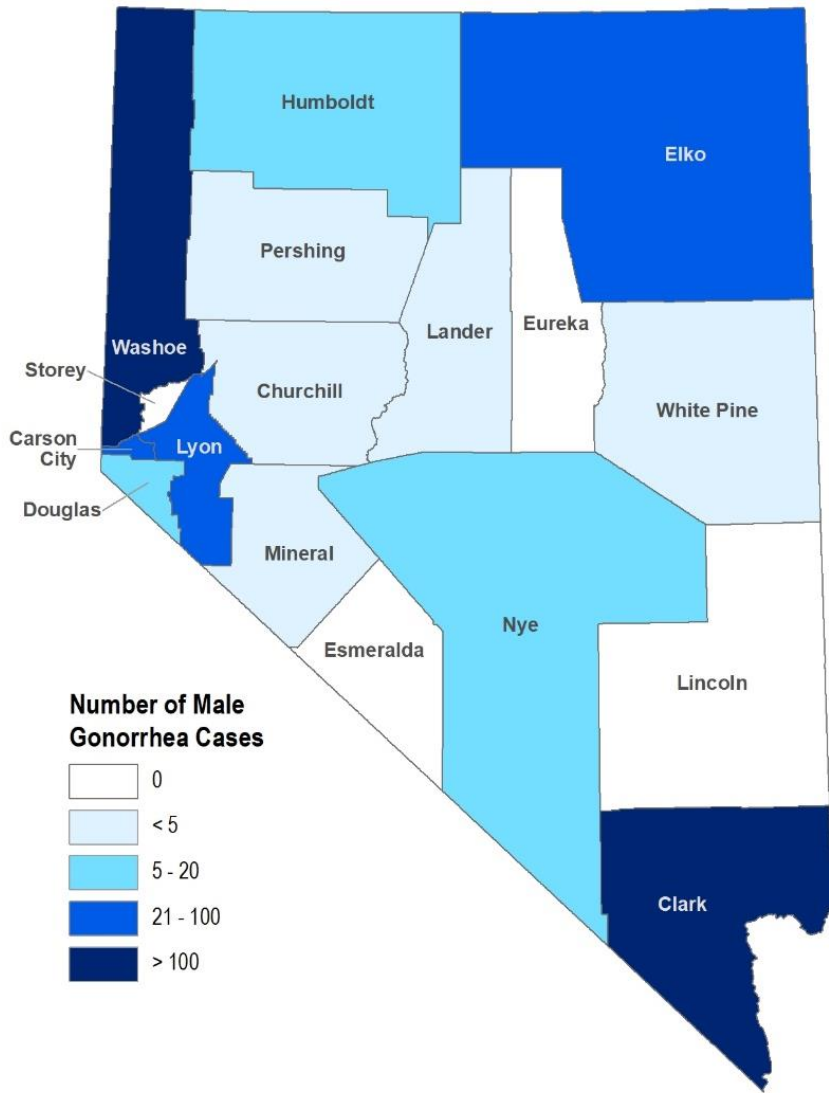 Humboldt
Elko
Pershing
Lander
Eureka
Washoe
Storey
Churchill
White Pine
Carson
City
Lyon
Douglas
Mineral
Nye
Esmeralda
Lincoln
Number of Male
Gonorrhea Cases
0
< 5
5 - 20
21 - 100
> 100
Clark